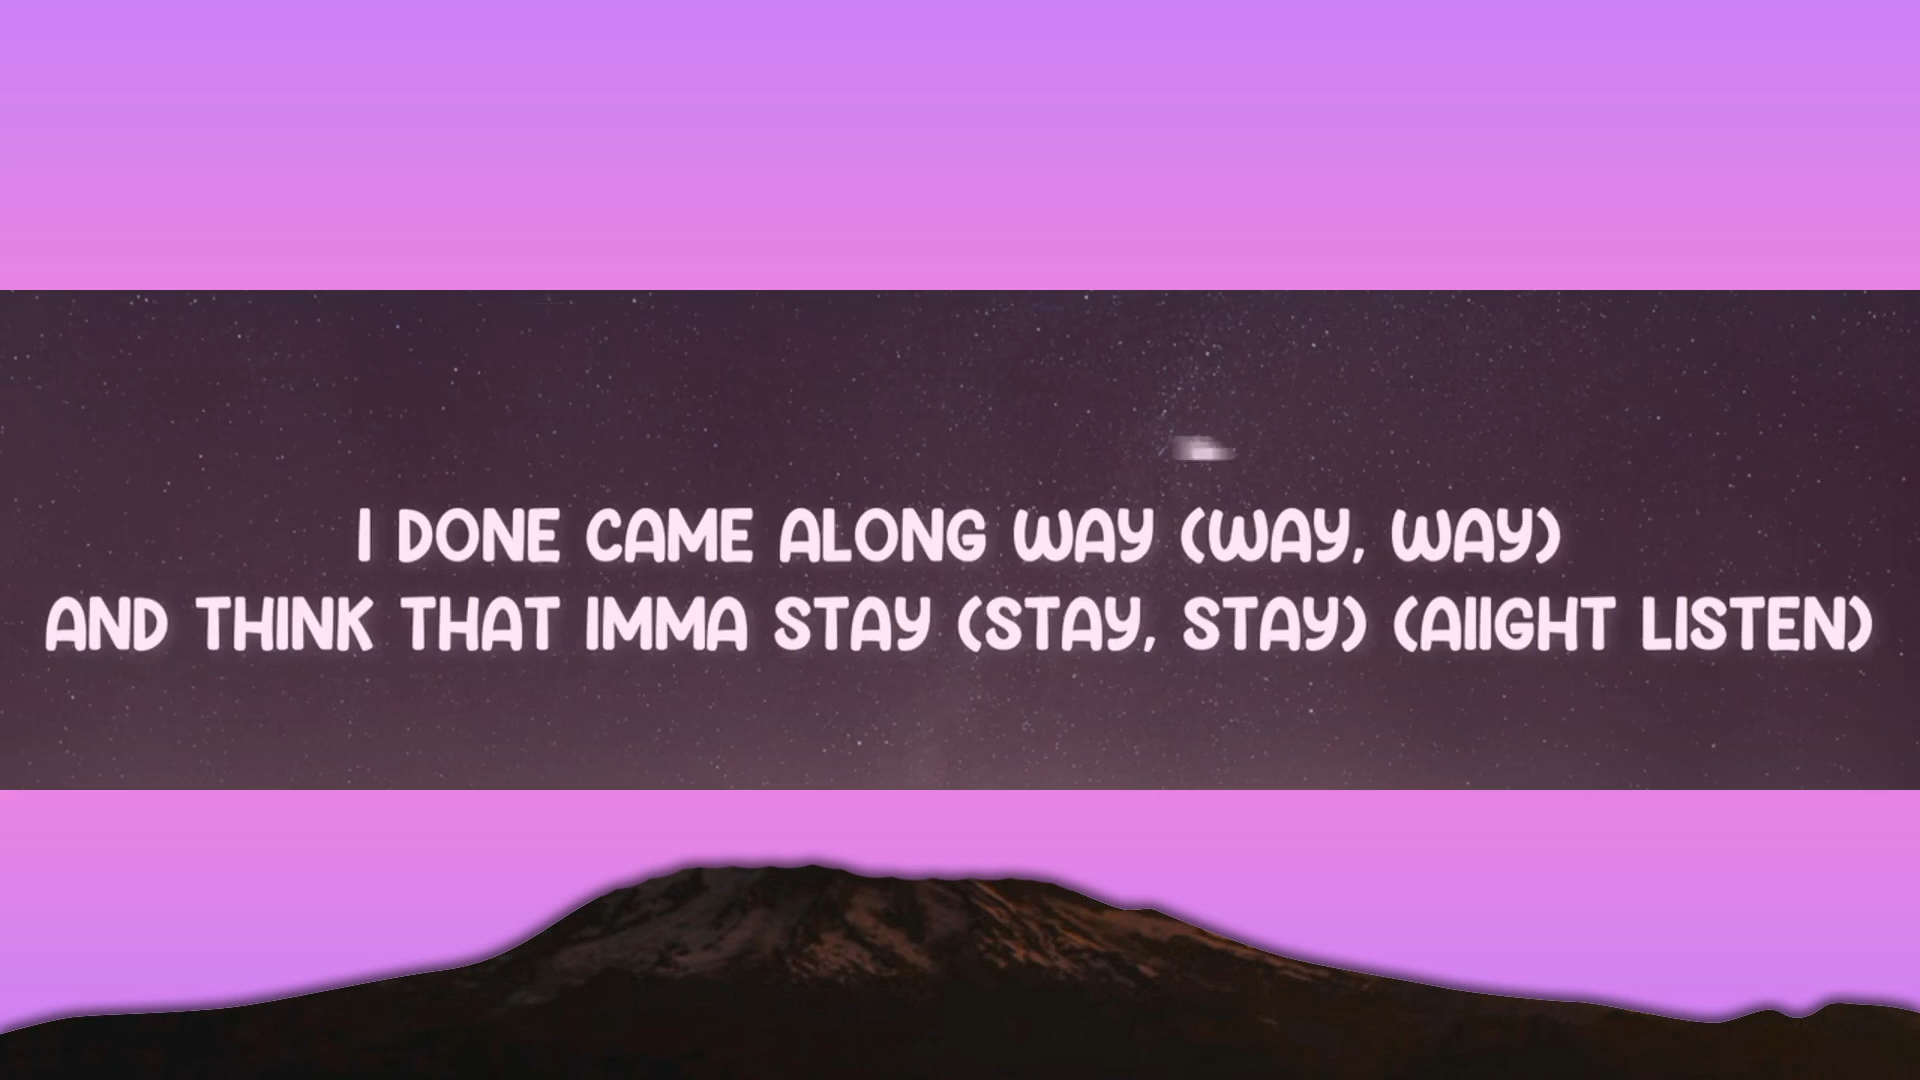 I DONE CAME ALONG WAY (WAY, WAY)
AND THINK THAT IMMA STAY (STAY, STAY) (AIIGHT LISTEN)